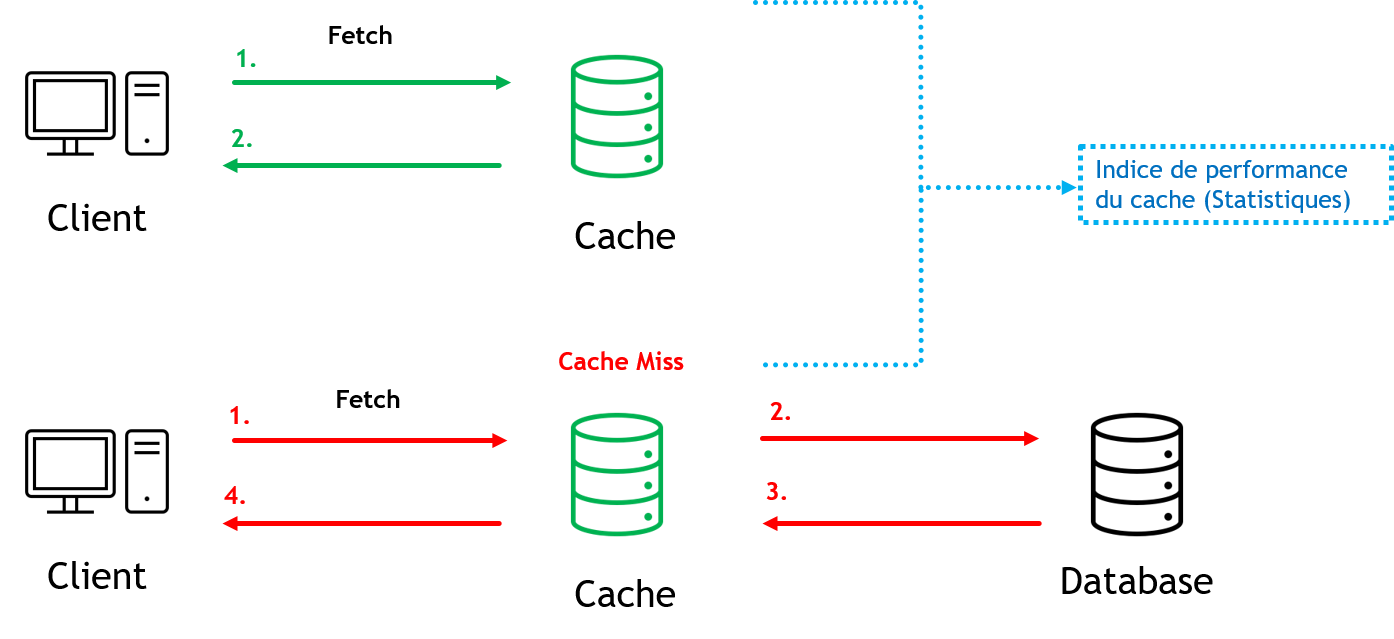 Fetch
1.
2.
Client
Cache
Indice de performance
du cache (Statistiques)
Cache Miss
Fetch
1.
2.
4.
3.
Client
Cache
Database